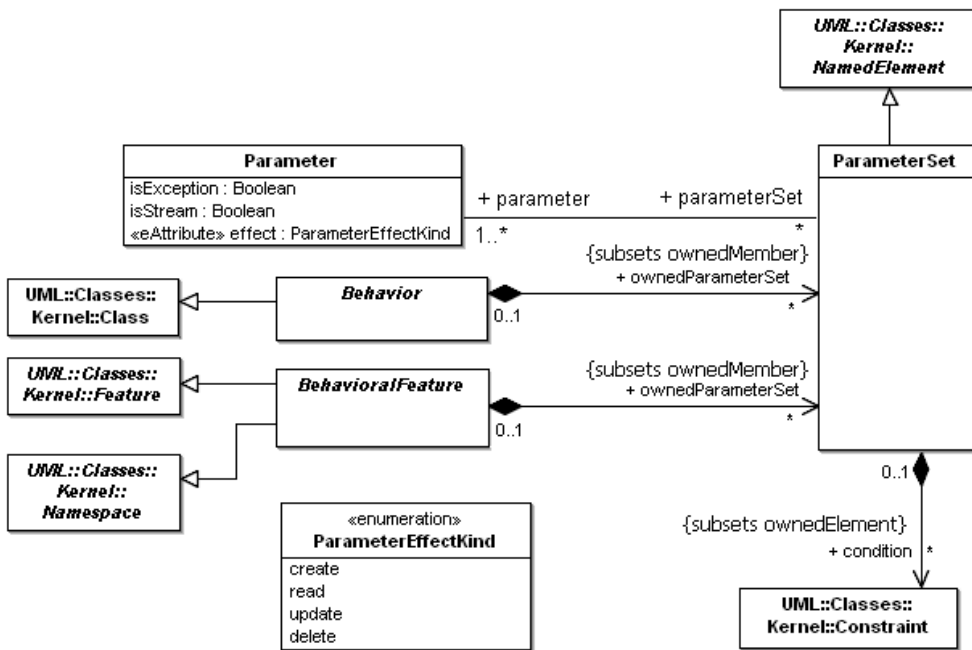 UML::Classes::
Kernel::
NamedElement
Parameter
isException : Boolean
isStream : Boolean
«eAttribute» effect : ParameterEffectKind
ParameterSet
+ parameter
1..*
+ parameterSet
*
{subsets ownedMember}
+ ownedParameterSet
*
UML::Classes::
Kernel::Class
Behavior
0..1
UML::Classes::
Kernel::Feature
BehavioralFeature
0..1
{subsets ownedMember}
+ ownedParameterSet
*
UML::Classes::
Kernel::
Namespace
0..1
{subsets ownedElement}
+ condition
*
«enumeration»
ParameterEffectKind
create
read
update
delete
UML::Classes::
Kernel::Constraint